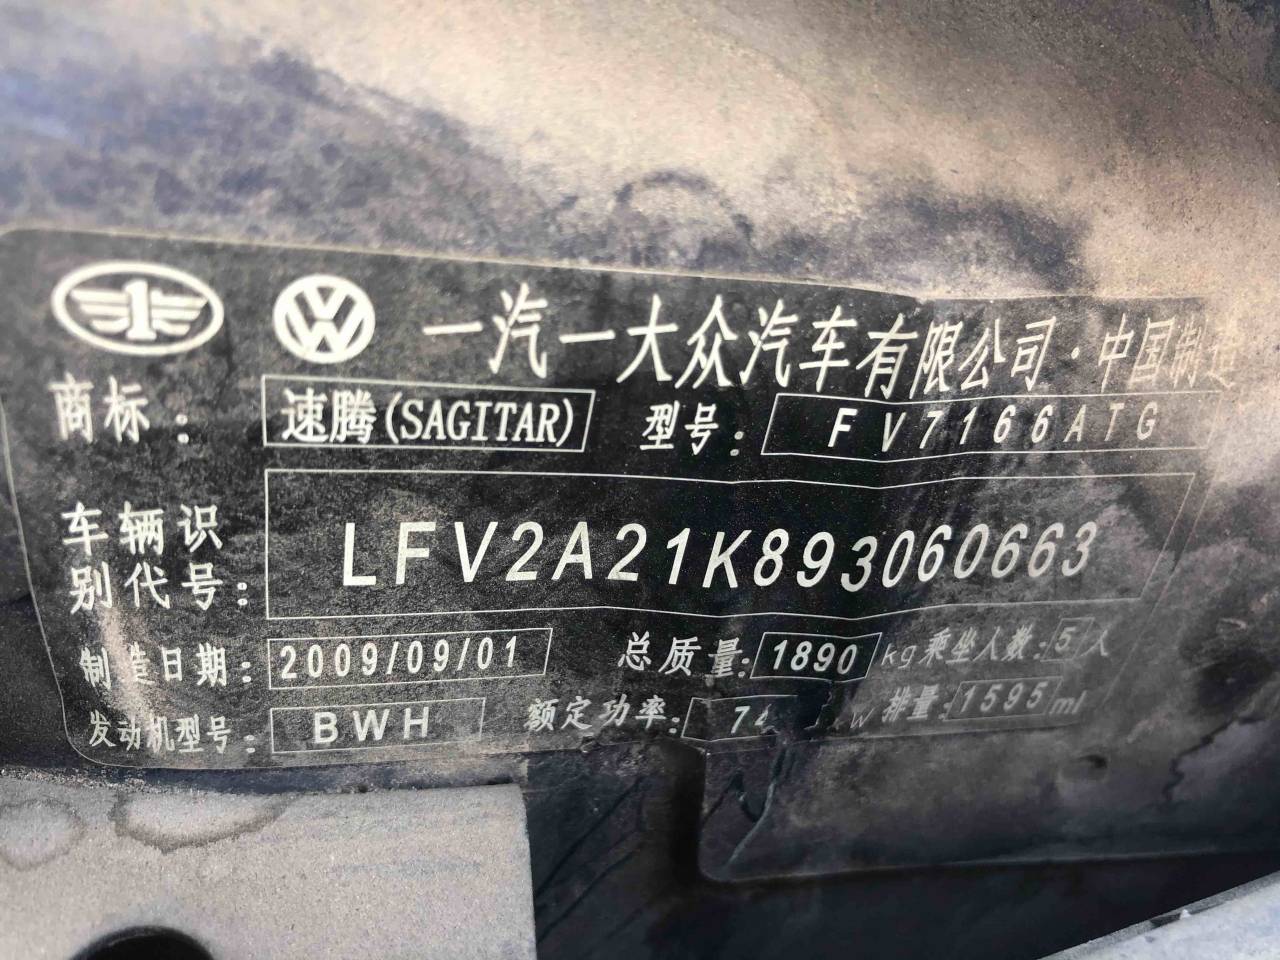 一汽一大众汽车有限公司·中国制造
商标：速腾(SAGITAR) 型号：FV7166ATG
车辆识别代号：LFV2A21K893060663
制造日期：2009/09/01 总质量：1890 kg 乘坐人数：5人
发动机型号：BWH 额定功率：74 kW 排量：1595ml